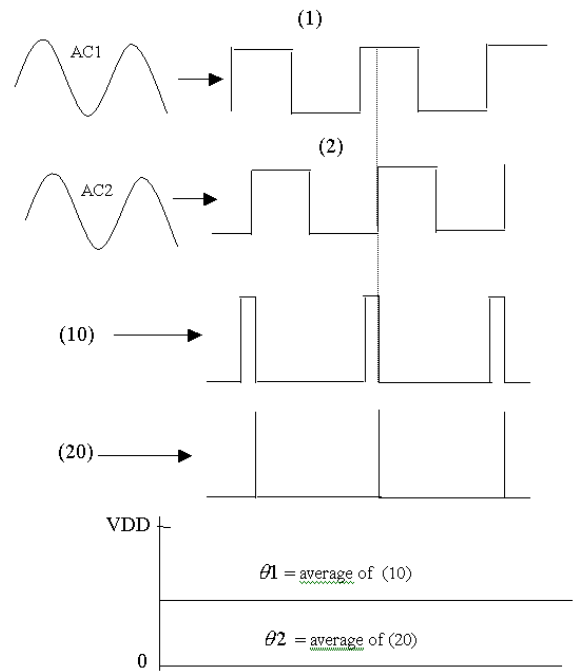 (1)
AC1
(2)
AC2
(10)
(20)
VDD
θ1 = average of (10)
θ2 = average of (20)
0